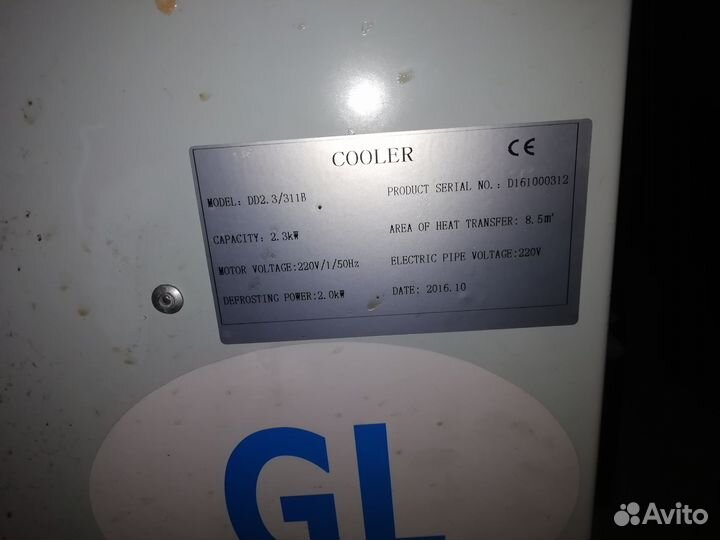 COOLER CE
MODEL: DD2.3/311B
PRODUCT SERIAL NO.: D161000312
CAPACITY: 2.3kW
AREA OF HEAT TRANSFER: 8.5m²
MOTOR VOLTAGE:220V/1/50Hz
ELECTRIC PIPE VOLTAGE:220V
DEFROSTING POWER:2.0kW
DATE: 2016.10
GL
Avito